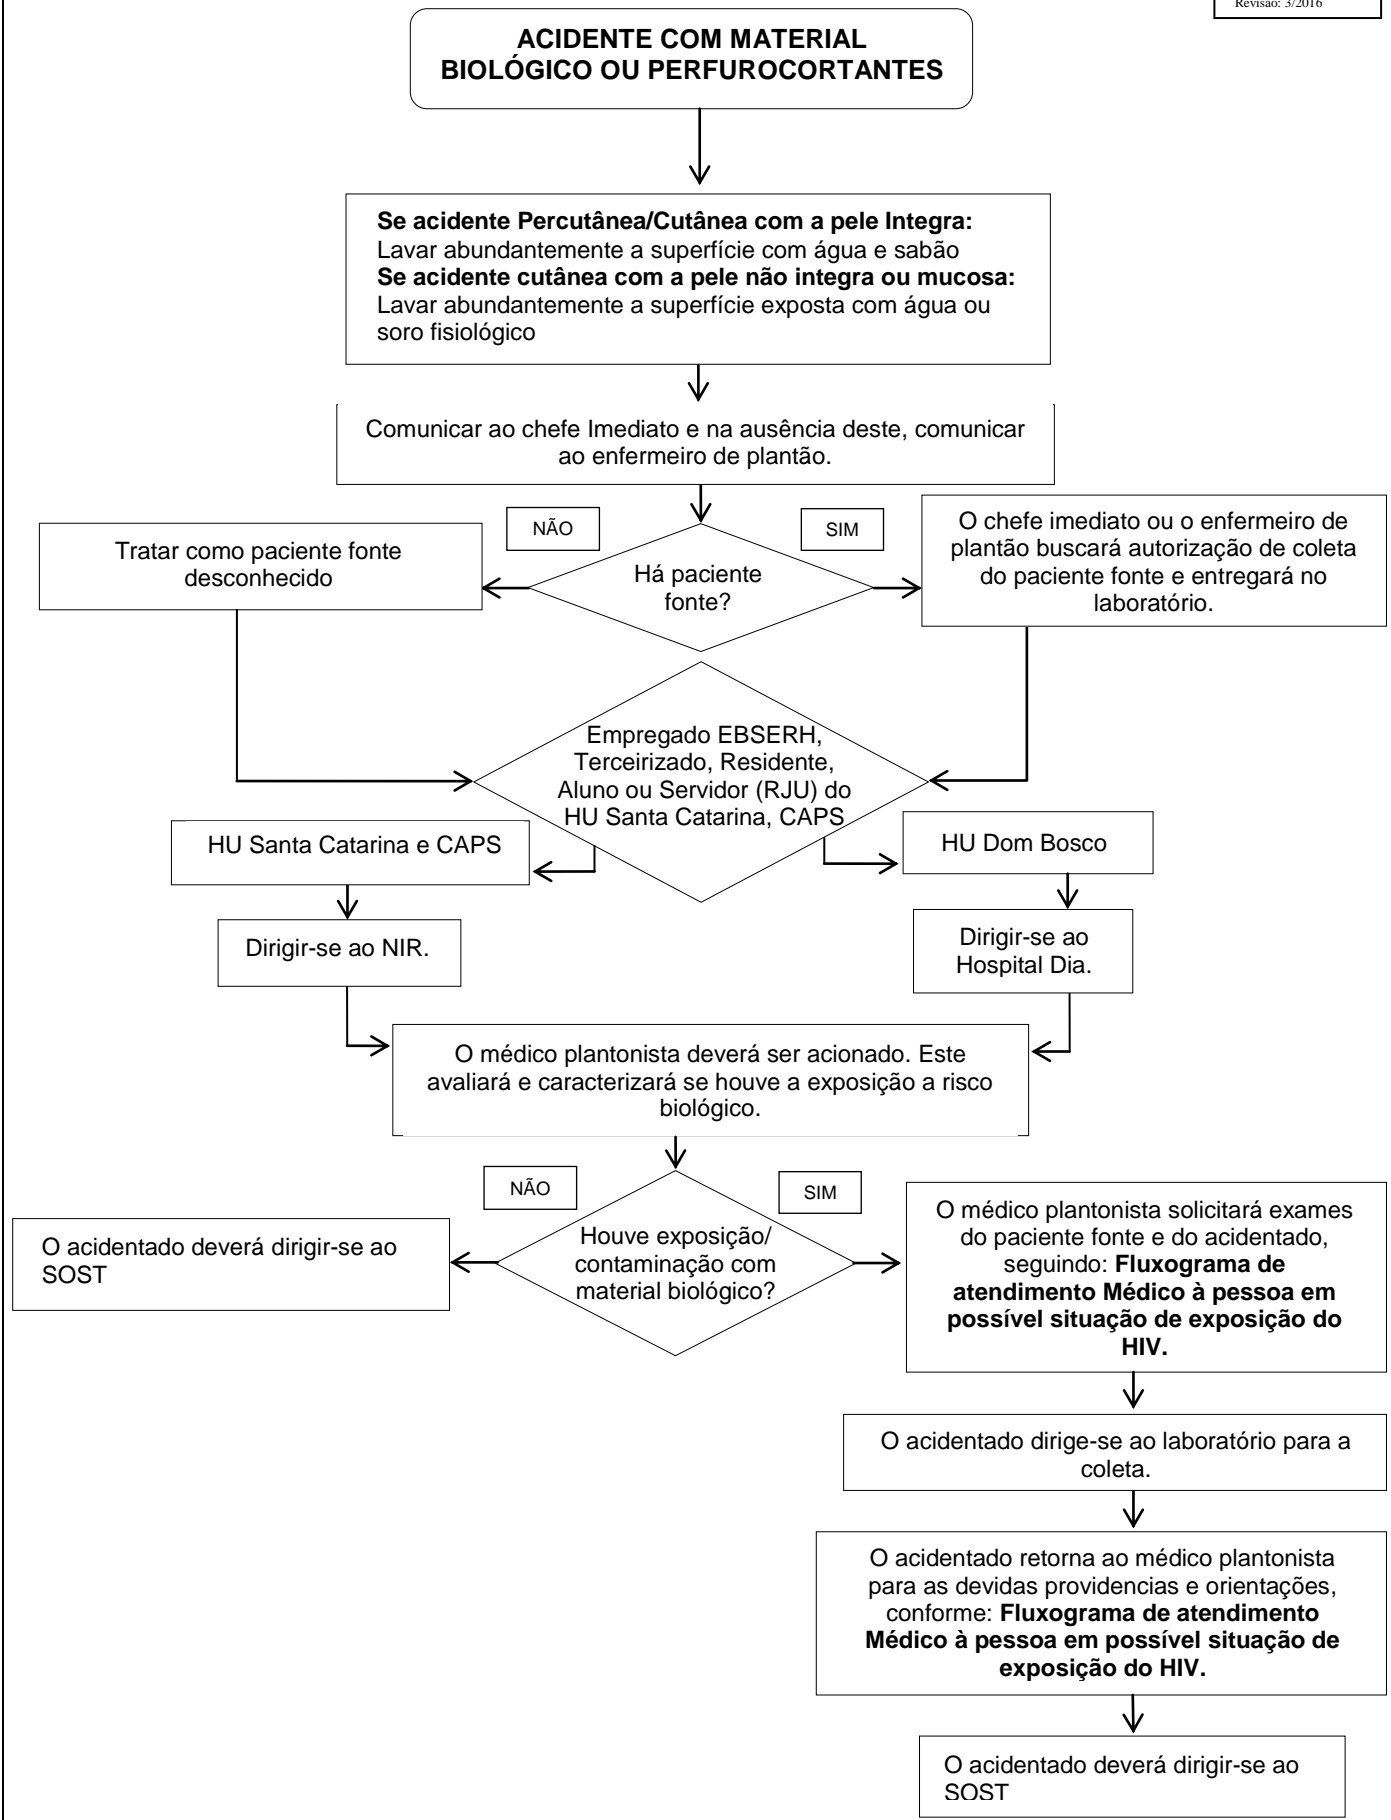 Revisão: 3/2016
ACIDENTE COM MATERIAL
BIOLÓGICO OU PERFUROCORTANTES
Se acidente Percutânea/Cutânea com a pele Integra:
Lavar abundantemente a superfície com água e sabão
Se acidente cutânea com a pele não integra ou mucosa:
Lavar abundantemente a superfície exposta com água ou
soro fisiológico
Comunicar ao chefe Imediato e na ausência deste, comunicar
ao enfermeiro de plantão.
NÃO
SIM
Tratar como paciente fonte
desconhecido
Há paciente
fonte?
O chefe imediato ou o enfermeiro de
plantão buscará autorização de coleta
do paciente fonte e entregará no
laboratório.
Empregado EBSERH,
Terceirizado, Residente,
Aluno ou Servidor (RJU) do
HU Santa Catarina, CAPS
HU Santa Catarina e CAPS
HU Dom Bosco
Dirigir-se ao NIR.
Dirigir-se ao
Hospital Dia.
O médico plantonista deverá ser acionado. Este
avaliará e caracterizará se houve a exposição a risco
biológico.
NÃO
SIM
O acidentado deverá dirigir-se ao
SOST
Houve exposição/
contaminação com
material biológico?
O médico plantonista solicitará exames
do paciente fonte e do acidentado,
seguindo: Fluxograma de
atendimento Médico à pessoa em
possível situação de exposição do
HIV.
O acidentado dirige-se ao laboratório para a
coleta.
O acidentado retorna ao médico plantonista
para as devidas providencias e orientações,
conforme: Fluxograma de atendimento
Médico à pessoa em possível situação de
exposição do HIV.
O acidentado deverá dirigir-se ao
SOST